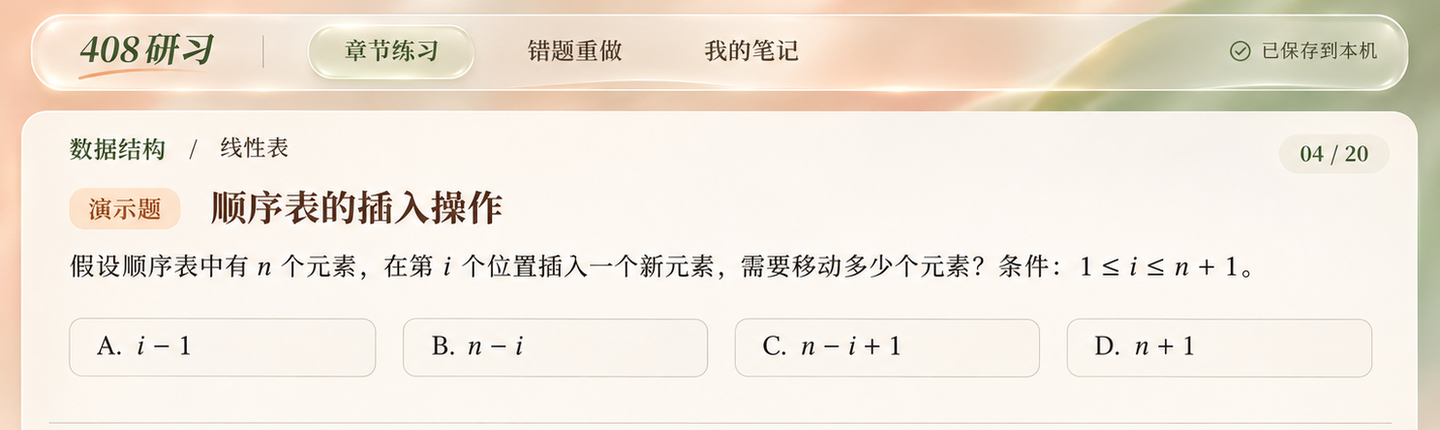 408研习 章节练习 错题重做 我的笔记 已保存到本机
数据结构 / 线性表 04 / 20
演示题 顺序表的插入操作
假设顺序表中有 n 个元素，在第 i 个位置插入一个新元素，需要移动多少个元素？条件：1 ≤ i ≤ n + 1。
A. i − 1 B. n − i C. n − i + 1 D. n + 1